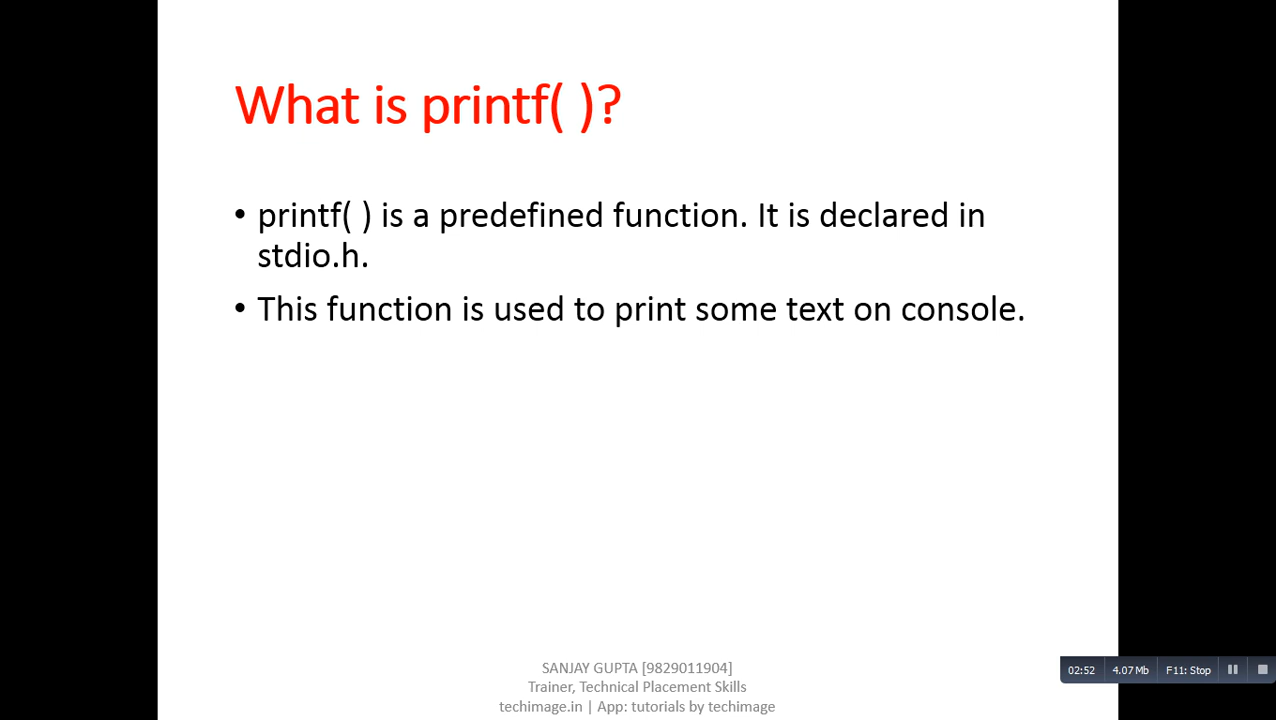 What is printf( )?
• printf( ) is a predefined function. It is declared in
stdio.h.
• This function is used to print some text on console.
SANJAY GUPTA [9829011904]
Trainer, Technical Placement Skills
techimage.in | App: tutorials by techimage
02:52 4.07 Mb F11: Stop